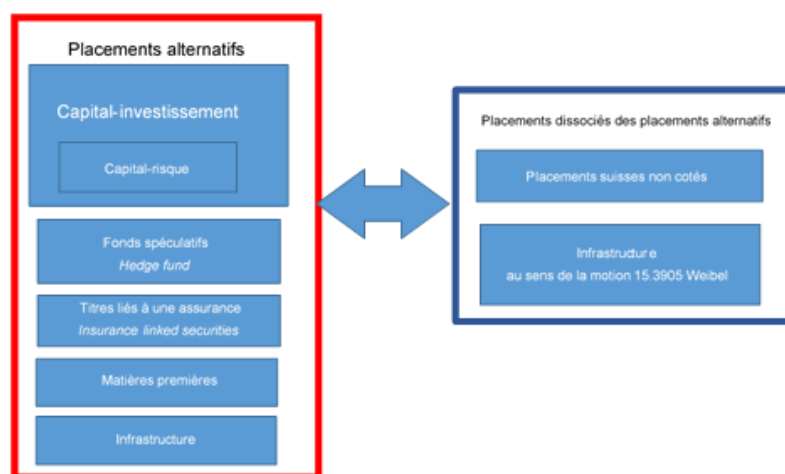 Placements alternatifs
Capital-investissement
Capital-risque
Fonds spéculatifs
Hedge fund
Titres liés à une assurance
Insurance linked securities
Matières premières
Infrastructure
Placements dissociés des placements alternatifs
Placements suisses non cotés
Infrastructure
au sens de la motion 15.3905 Weibel